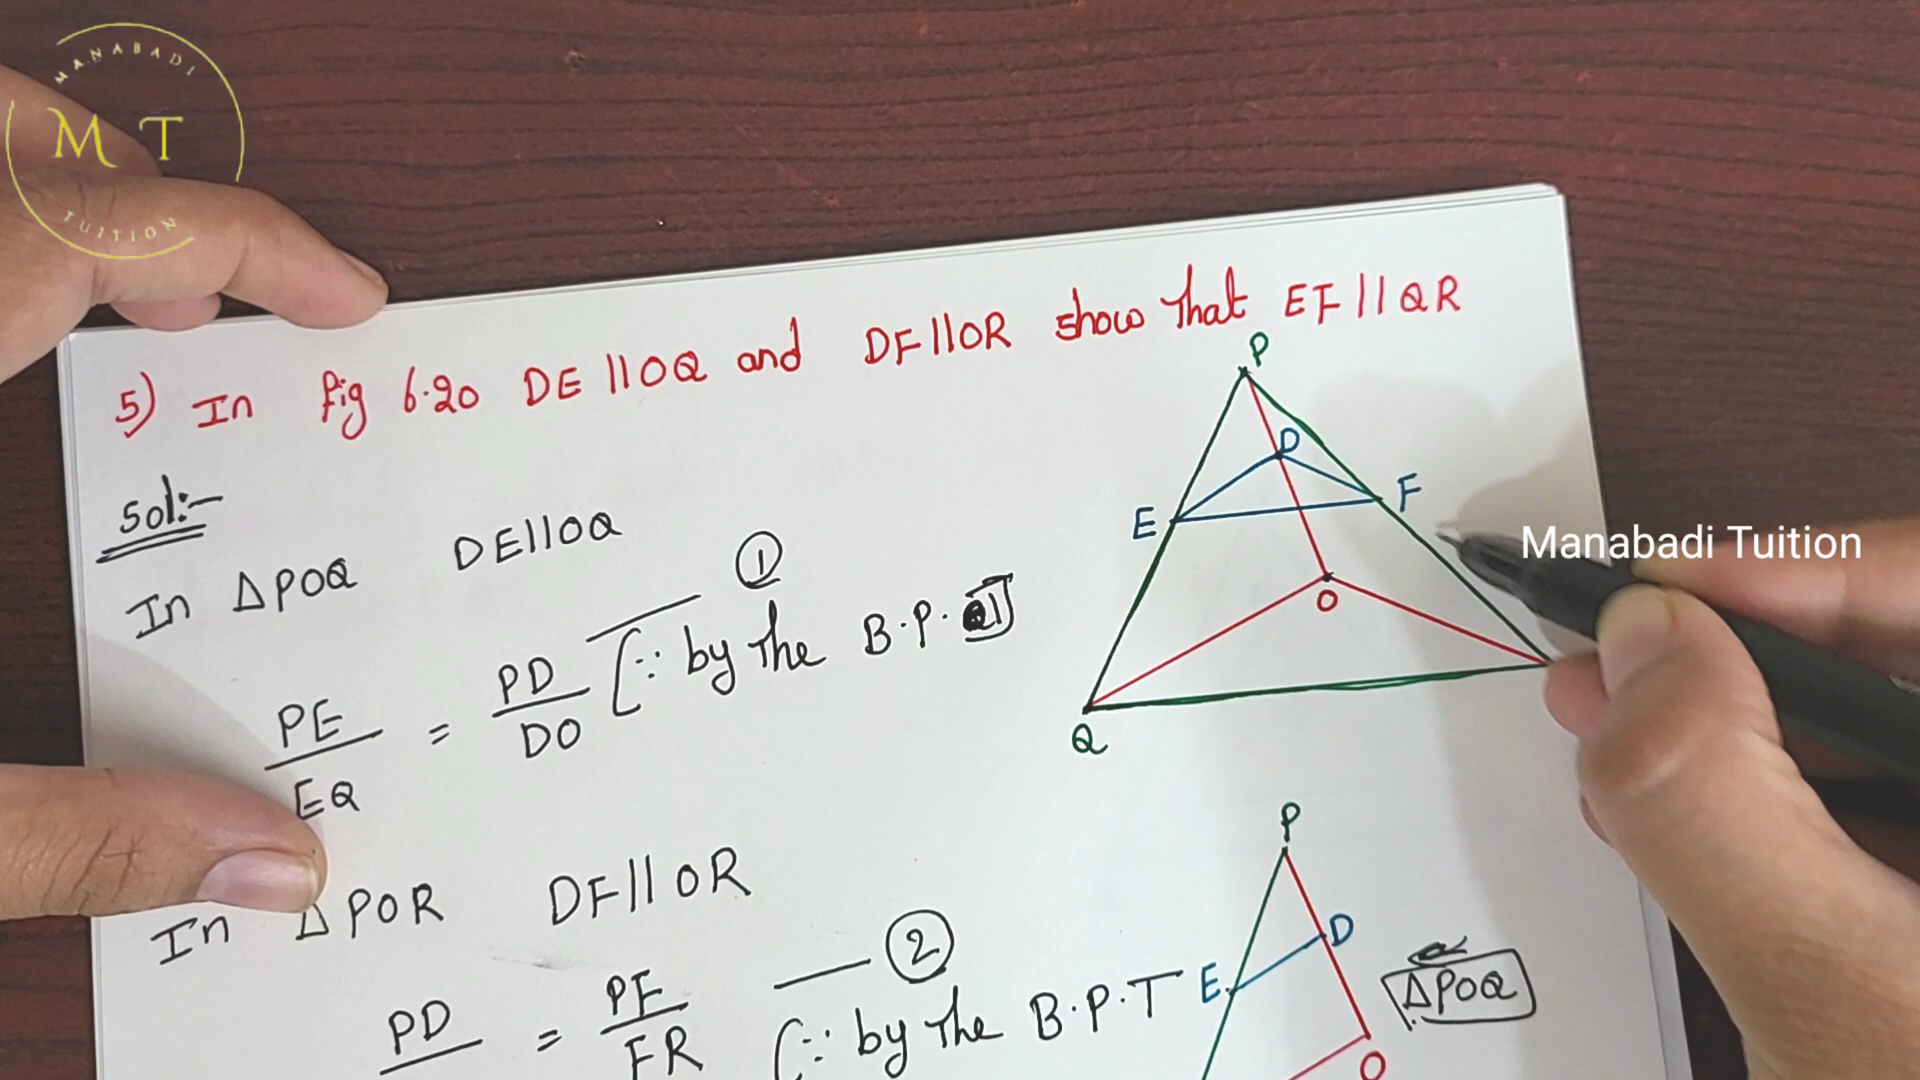 MANABADI
M T
TUITION
5) In fig 6.20 DE||OQ and DF||OR show that EF||QR
Sol:-
In ΔPOQ DE||OQ
PE/EQ = PD/DO ——— ① [∵ by the B.P.T]
In ΔPOR DF||OR
PD = PF/FR ——— ② (∵ by the B.P.T
P
D
E
F
O
Q
Manabadi Tuition
P
D
E
ΔPOQ
O